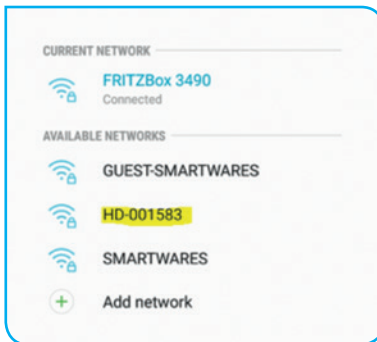 CURRENT NETWORK
FRITZBox 3490
Connected
AVAILABLE NETWORKS
GUEST-SMARTWARES
HD-001583
SMARTWARES
Add network